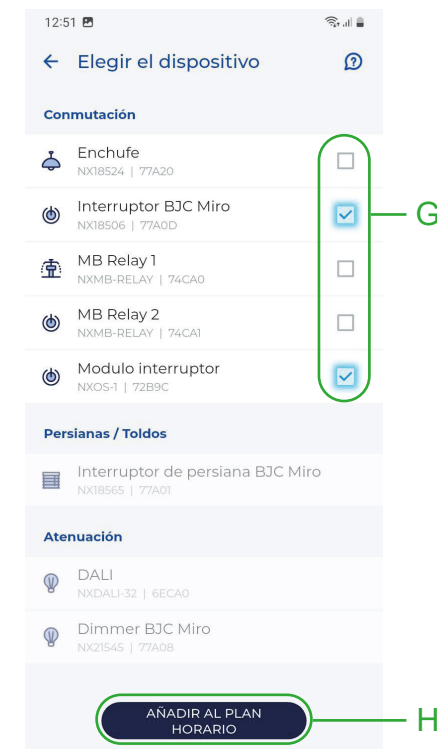 12:51
Elegir el dispositivo
Conmutación
Enchufe
NX18524 | 77A20
Interruptor BJC Miro
NX18506 | 77A0D
G
MB Relay 1
NXMB-RELAY | 74CA0
MB Relay 2
NXMB-RELAY | 74CA1
Modulo interruptor
NXOS-1 | 72B9C
Persianas / Toldos
Interruptor de persiana BJC Miro
NX18565 | 77A01
Atenuación
DALI
NXDALI-32 | 6ECA0
Dimmer BJC Miro
NX21545 | 77A08
AÑADIR AL PLAN
HORARIO
H